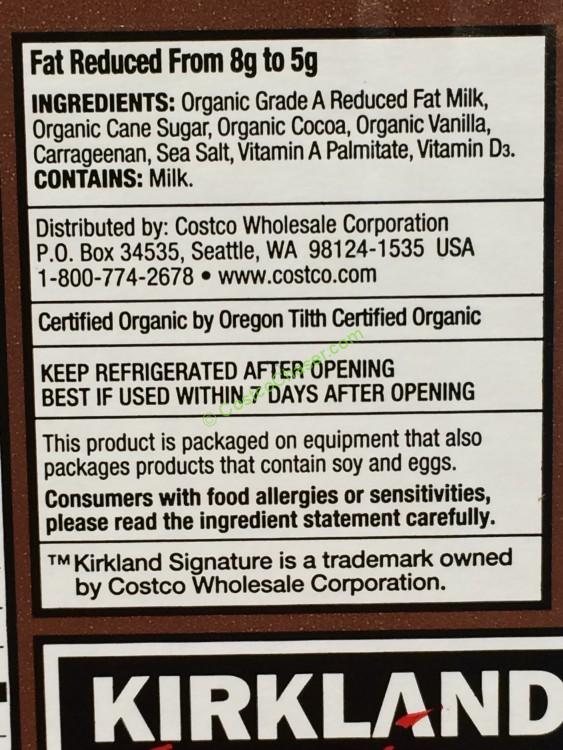 Fat Reduced From 8g to 5g
INGREDIENTS: Organic Grade A Reduced Fat Milk,
Organic Cane Sugar, Organic Cocoa, Organic Vanilla,
Carrageenan, Sea Salt, Vitamin A Palmitate, Vitamin D3.
CONTAINS: Milk.
Distributed by: Costco Wholesale Corporation
P.O. Box 34535, Seattle, WA 98124-1535 USA
1-800-774-2678 • www.costco.com
Certified Organic by Oregon Tilth Certified Organic
KEEP REFRIGERATED AFTER OPENING
BEST IF USED WITHIN 7 DAYS AFTER OPENING
© CostcoChaser.com
This product is packaged on equipment that also
packages products that contain soy and eggs.
Consumers with food allergies or sensitivities,
please read the ingredient statement carefully.
™ Kirkland Signature is a trademark owned
by Costco Wholesale Corporation.
KIRKLAND